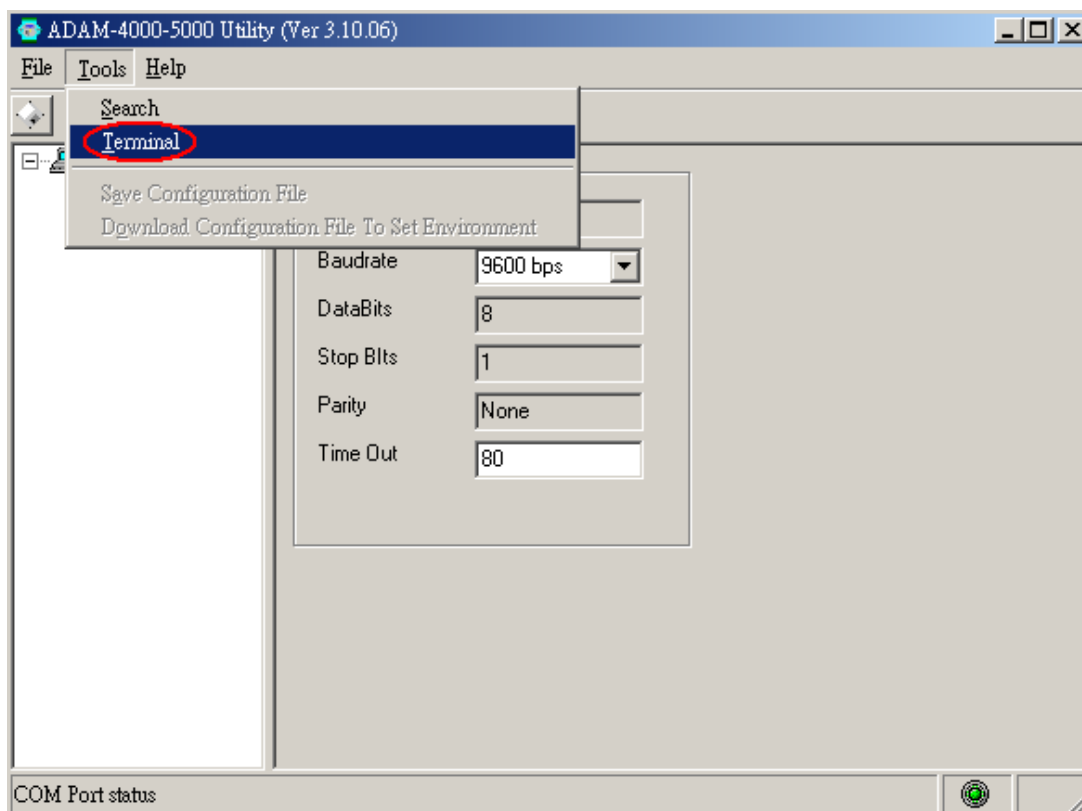 ADAM-4000-5000 Utility (Ver 3.10.06)
File Tools Help
Search
Terminal
Save Configuration File
Download Configuration File To Set Environment
Baudrate 9600 bps
DataBits 8
Stop BIts 1
Parity None
Time Out 80
COM Port status